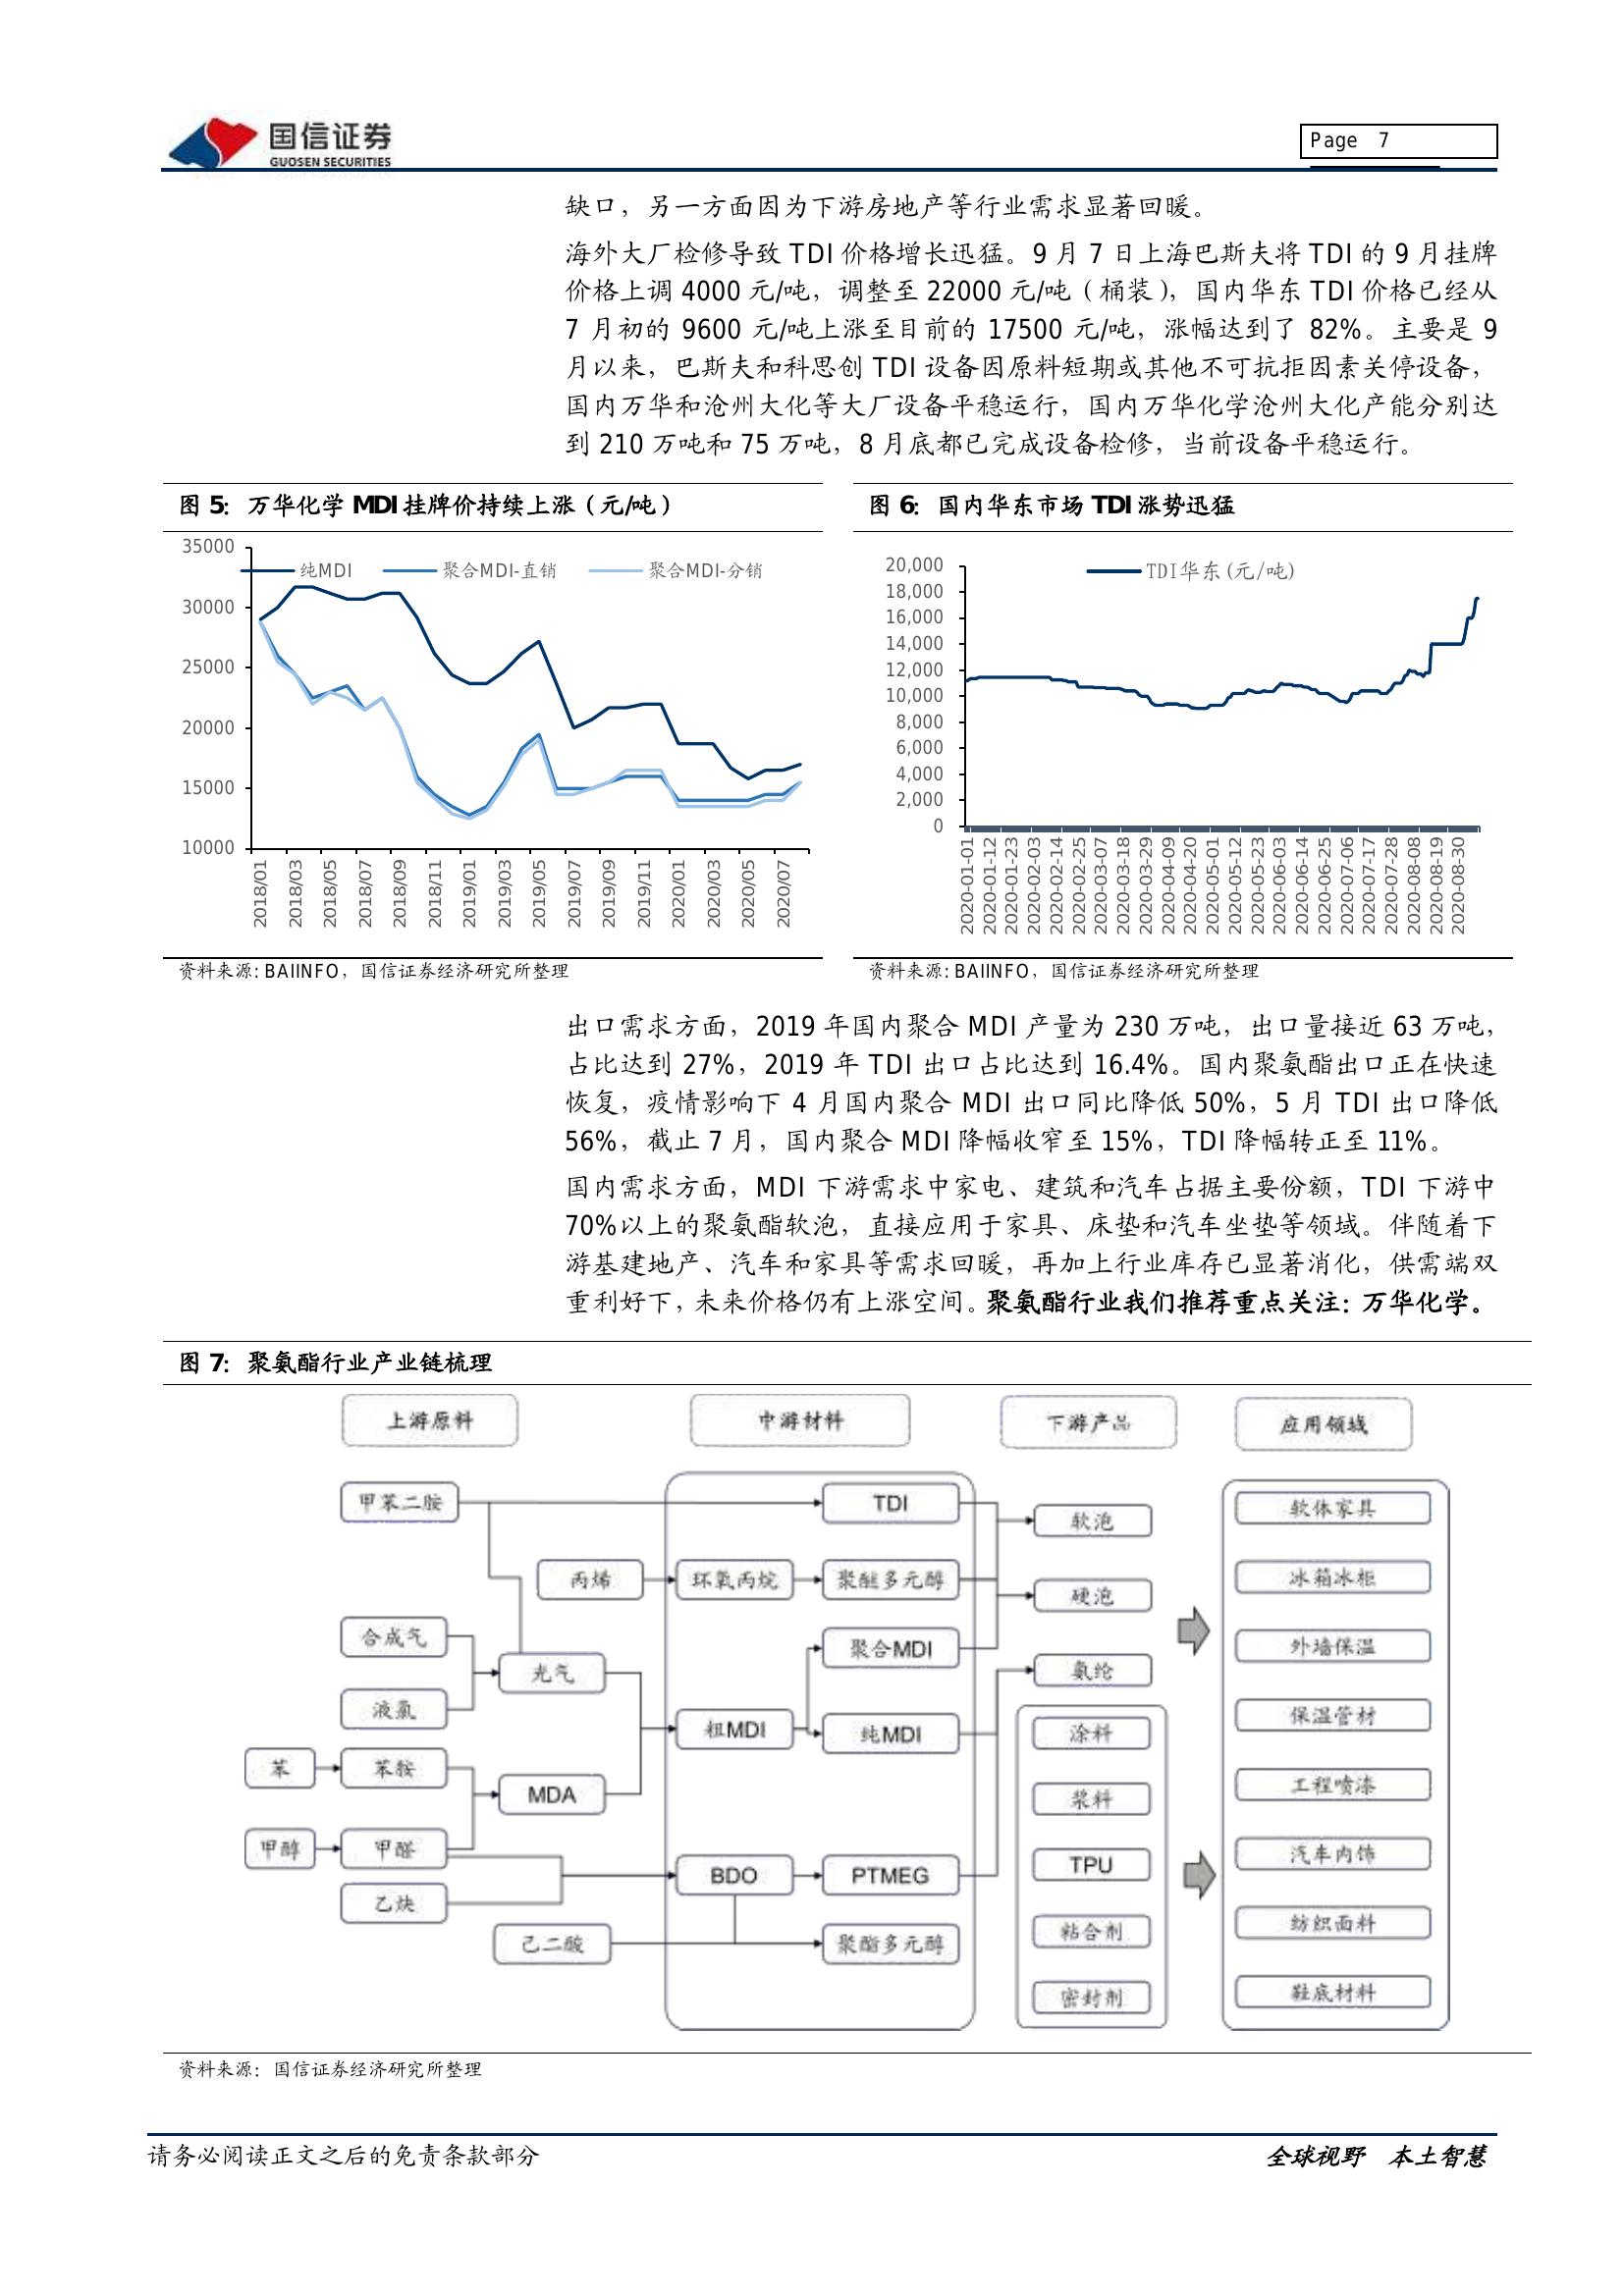 国信证券
GUOSEN SECURITIES
Page 7
缺口，另一方面因为下游房地产等行业需求显著回暖。
海外大厂检修导致 TDI 价格增长迅猛。9 月 7 日上海巴斯夫将 TDI 的 9 月挂牌
价格上调 4000 元/吨，调整至 22000 元/吨（桶装），国内华东 TDI 价格已经从
7 月初的 9600 元/吨上涨至目前的 17500 元/吨，涨幅达到了 82%。主要是 9
月以来，巴斯夫和科思创 TDI 设备因原料短期或其他不可抗拒因素关停设备，
国内万华和沧州大化等大厂设备平稳运行，国内万华化学沧州大化产能分别达
到 210 万吨和 75 万吨，8 月底都已完成设备检修，当前设备平稳运行。
图 5：万华化学 MDI 挂牌价持续上涨（元/吨）
35000
30000
25000
20000
15000
10000
纯MDI
聚合MDI-直销
聚合MDI-分销
2018/01
2018/03
2018/05
2018/07
2018/09
2018/11
2019/01
2019/03
2019/05
2019/07
2019/09
2019/11
2020/01
2020/03
2020/05
2020/07
资料来源：BAIINFO，国信证券经济研究所整理
图 6：国内华东市场 TDI 涨势迅猛
20,000
18,000
16,000
14,000
12,000
10,000
8,000
6,000
4,000
2,000
0
TDI华东(元/吨)
2020-01-01
2020-01-12
2020-01-23
2020-02-03
2020-02-14
2020-02-25
2020-03-07
2020-03-18
2020-03-29
2020-04-09
2020-04-20
2020-05-01
2020-05-12
2020-05-23
2020-06-03
2020-06-14
2020-06-25
2020-07-06
2020-07-17
2020-07-28
2020-08-08
2020-08-19
2020-08-30
资料来源：BAIINFO，国信证券经济研究所整理
出口需求方面，2019 年国内聚合 MDI 产量为 230 万吨，出口量接近 63 万吨，
占比达到 27%，2019 年 TDI 出口占比达到 16.4%。国内聚氨酯出口正在快速
恢复，疫情影响下 4 月国内聚合 MDI 出口同比降低 50%，5 月 TDI 出口降低
56%，截止 7 月，国内聚合 MDI 降幅收窄至 15%，TDI 降幅转正至 11%。
国内需求方面，MDI 下游需求中家电、建筑和汽车占据主要份额，TDI 下游中
70%以上的聚氨酯软泡，直接应用于家具、床垫和汽车坐垫等领域。伴随着下
游基建地产、汽车和家具等需求回暖，再加上行业库存已显著消化，供需端双
重利好下，未来价格仍有上涨空间。聚氨酯行业我们推荐重点关注：万华化学。
图 7：聚氨酯行业产业链梳理
上游原料
中游材料
下游产品
应用领域
甲苯二胺
TDI
软泡
软体家具
丙烯
环氧丙烷
聚醚多元醇
硬泡
冰箱冰柜
合成气
光气
聚合MDI
氨纶
外墙保温
液氯
粗MDI
纯MDI
涂料
保温管材
苯
苯胺
MDA
浆料
工程喷漆
甲醇
甲醛
BDO
PTMEG
TPU
汽车内饰
乙炔
己二酸
聚酯多元醇
粘合剂
纺织面料
密封剂
鞋底材料
资料来源：国信证券经济研究所整理
请务必阅读正文之后的免责条款部分
全球视野 本土智慧